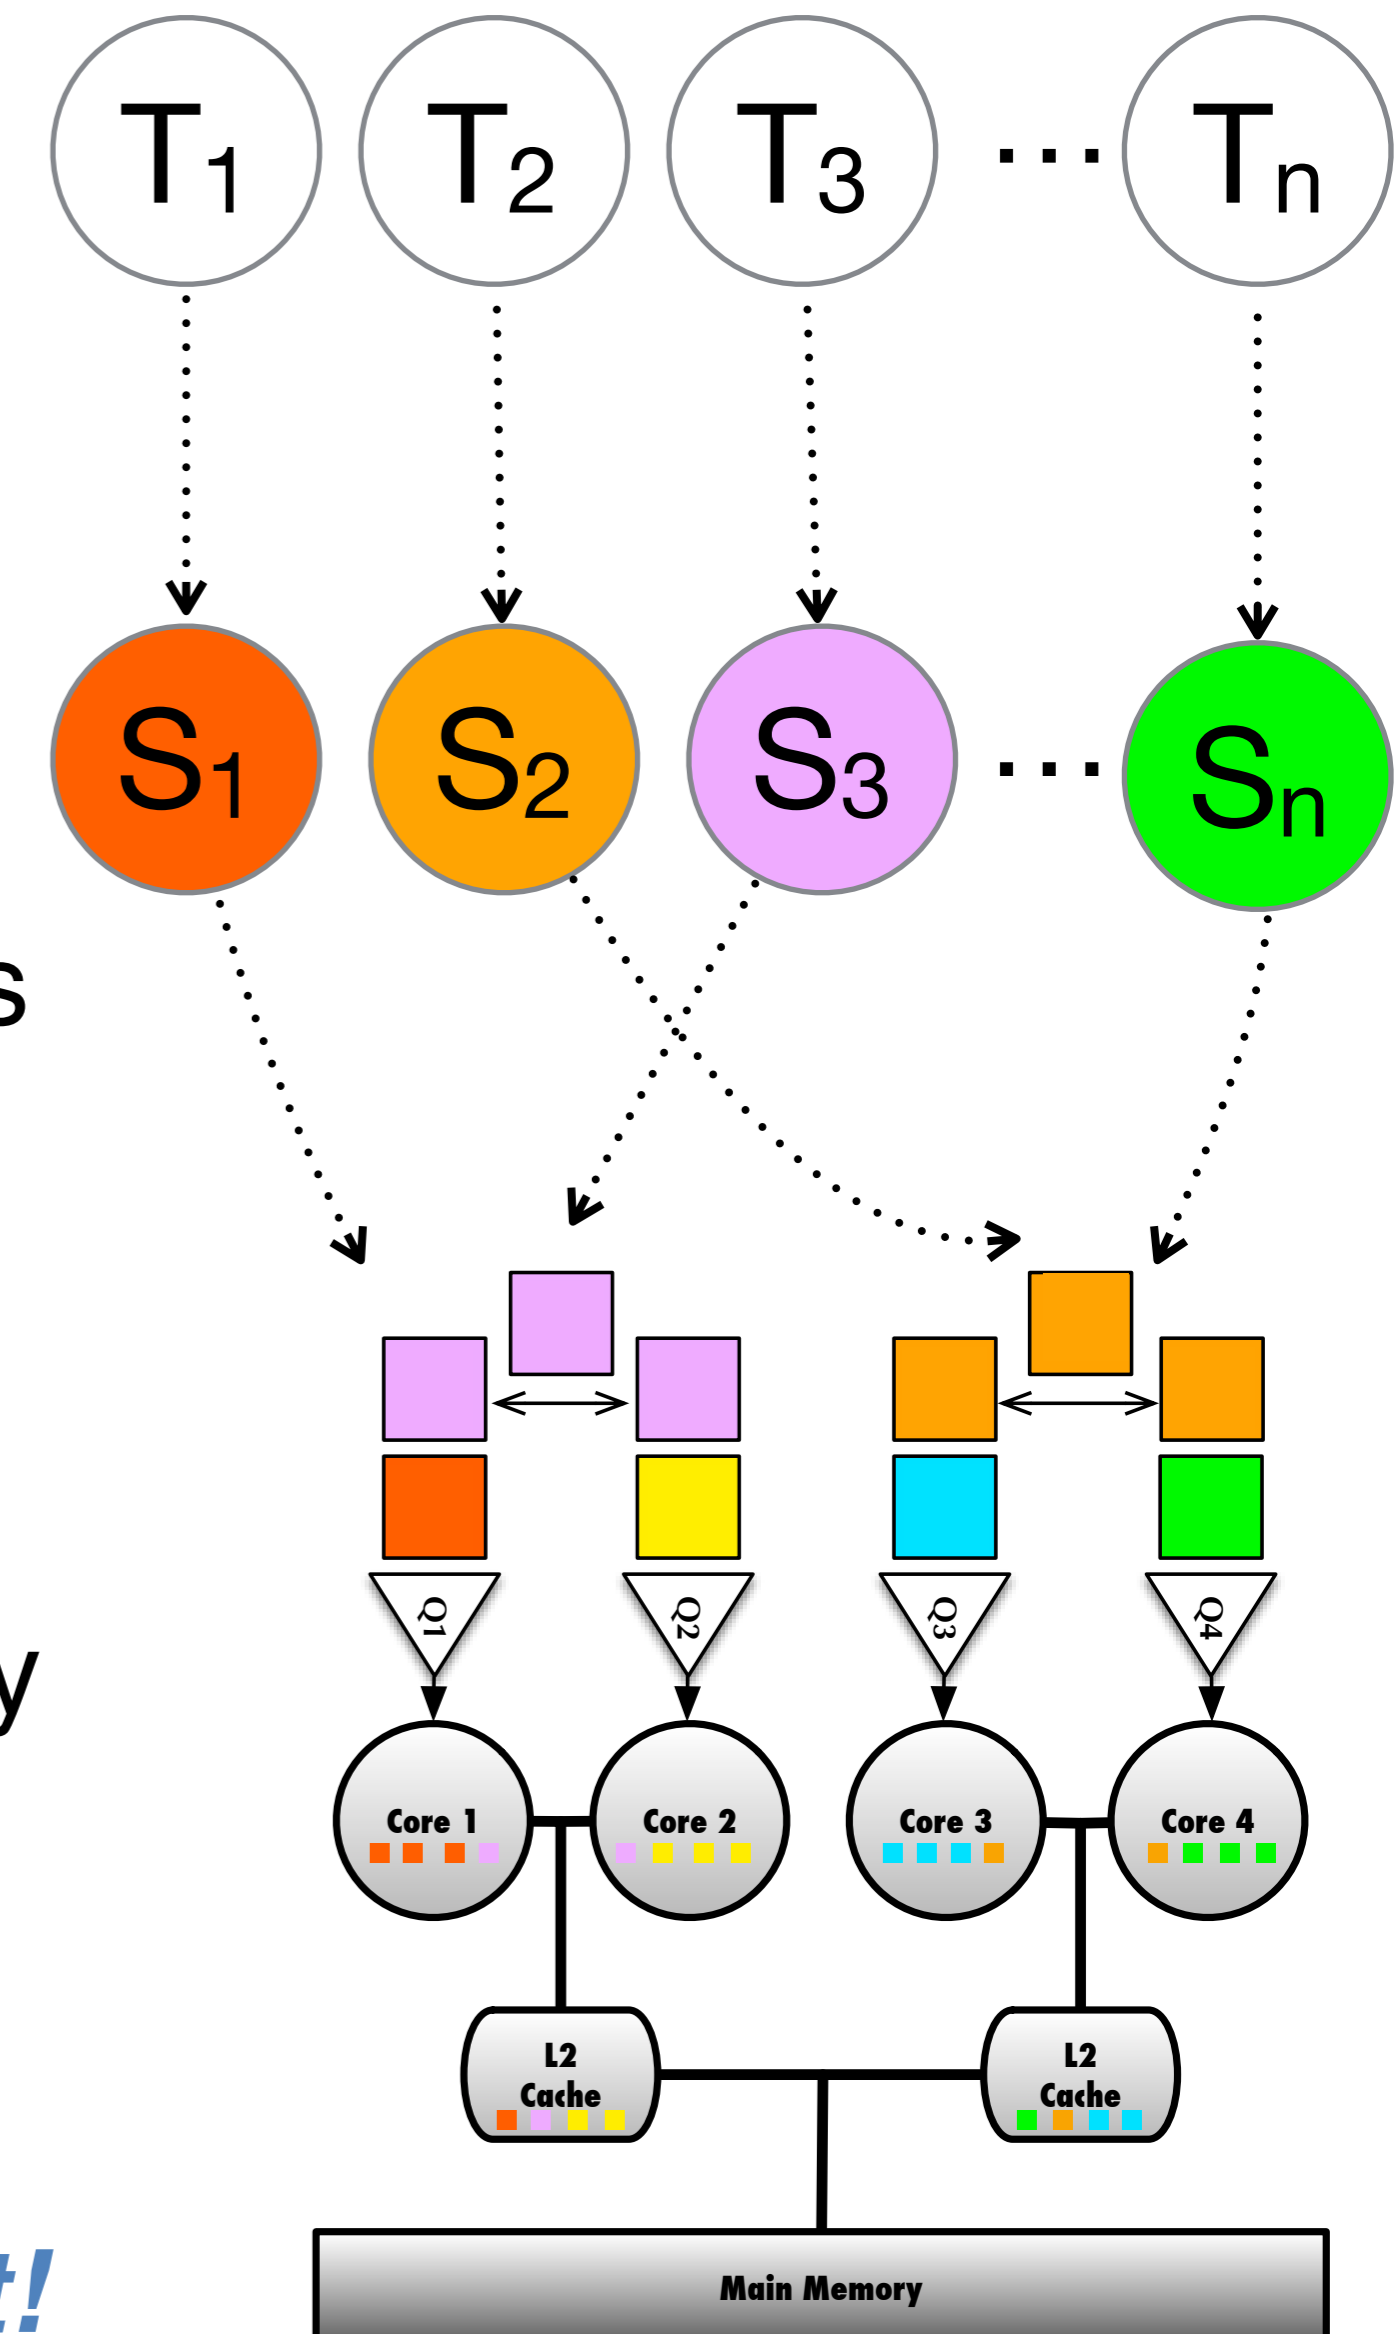 T1 T2 T3 ... Tn
S1 S2 S3 ... Sn
s
y
Q1 Q2 Q3 Q4
Core 1 Core 2 Core 3 Core 4
L2
Cache
L2
Cache
t!
Main Memory